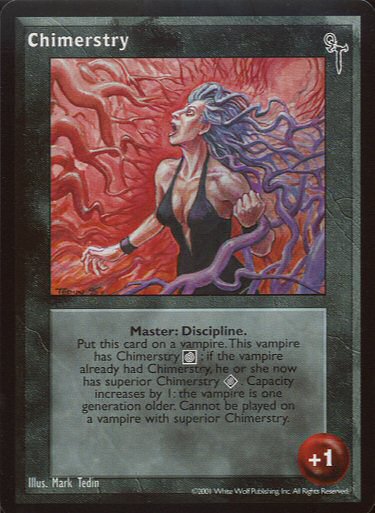 Chimerstry
TEDIN
Master: Discipline.
Put this card on a vampire. This vampire
has Chimerstry ; if the vampire
already had Chimerstry, he or she now
has superior Chimerstry . Capacity
increases by 1: the vampire is one
generation older. Cannot be played on
a vampire with superior Chimerstry.
+1
Illus. Mark Tedin
©2001 White Wolf Publishing, Inc. All Rights Reserved.